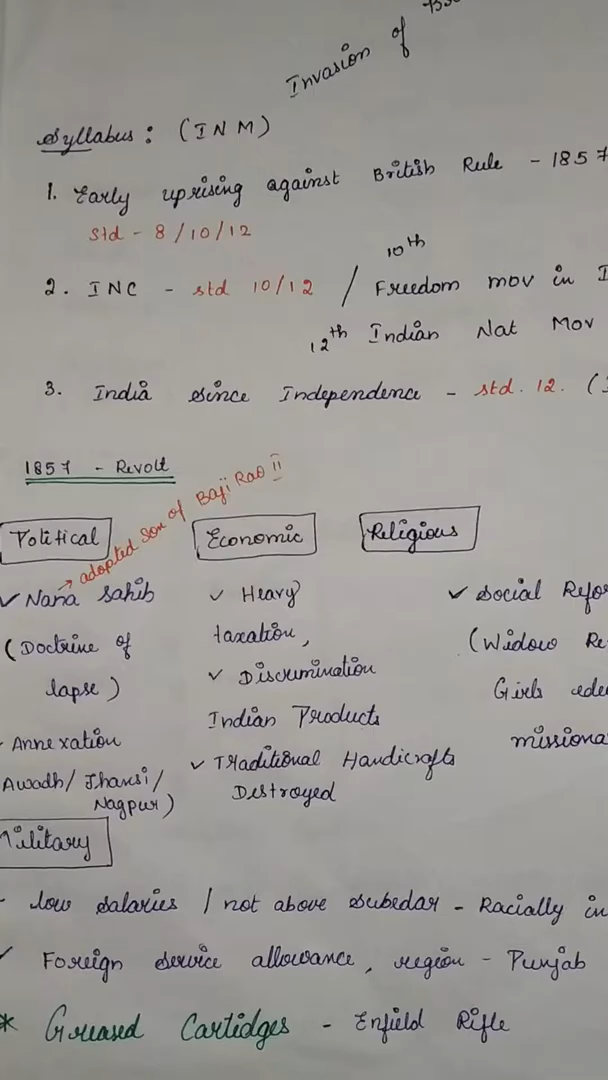 Invasion of
Syllabus : (INM)
1. Early uprising against British Rule - 1857
Std - 8/10/12
10th
2. INC - std 10/12 / Freedom mov in I
12th Indian Nat Mov
3. India since Independence - std. 12. (
1857 - Revolt
adopted son of Baji Rao II
Political Economic Religious
✓ Nana Sahib → ✓ Heavy ✓ Social Refo
(Doctrine of taxation, (Widow Re
lapse) ✓ Discrimination Girls ede
Indian Products
- Annexation missiona
Awadh/ Jhansi/ ✓ Traditional Handicrafts
Nagpur) Destroyed
Military
- low salaries / not above subedar - Racially in
✓ Foreign service allowance, region - Punjab
* Greased Cartidges - Enfield Rifle